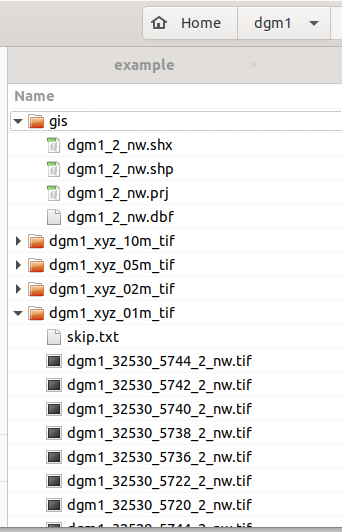 Home dgm1
example ×
Name
gis
dgm1_2_nw.shx
dgm1_2_nw.shp
dgm1_2_nw.prj
dgm1_2_nw.dbf
dgm1_xyz_10m_tif
dgm1_xyz_05m_tif
dgm1_xyz_02m_tif
dgm1_xyz_01m_tif
skip.txt
dgm1_32530_5744_2_nw.tif
dgm1_32530_5742_2_nw.tif
dgm1_32530_5740_2_nw.tif
dgm1_32530_5738_2_nw.tif
dgm1_32530_5736_2_nw.tif
dgm1_32530_5722_2_nw.tif
dgm1_32530_5720_2_nw.tif